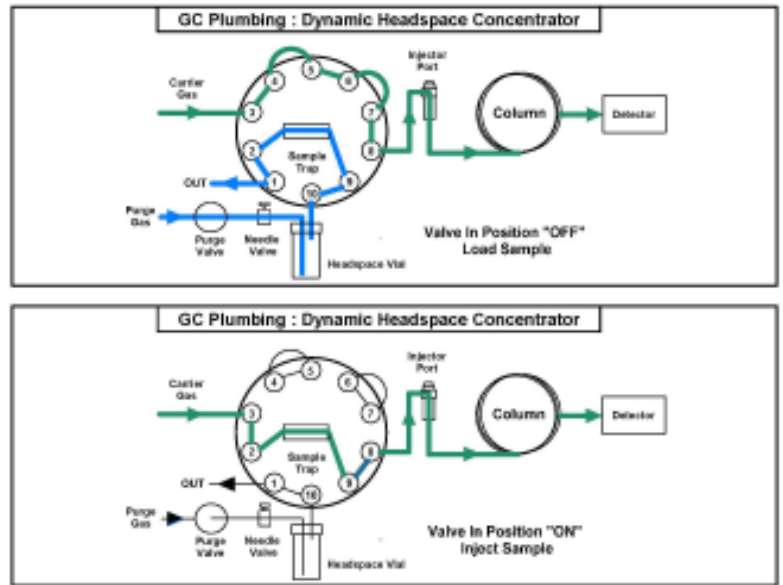 GC Plumbing : Dynamic Headspace Concentrator
Injector
Port
Carrier
Gas
5
4
6
3
7
Column
Detector
2
8
Sample
Trap
OUT
1
9
10
Purge
Gas
Purge
Valve
Needle
Valve
Headspace Vial
Valve In Position "OFF"
Load Sample
GC Plumbing : Dynamic Headspace Concentrator
Injector
Port
Carrier
Gas
5
4
6
3
7
Column
Detector
2
8
Sample
Trap
OUT
1
9
10
Purge
Gas
Purge
Valve
Needle
Valve
Headspace Vial
Valve In Position "ON"
Inject Sample